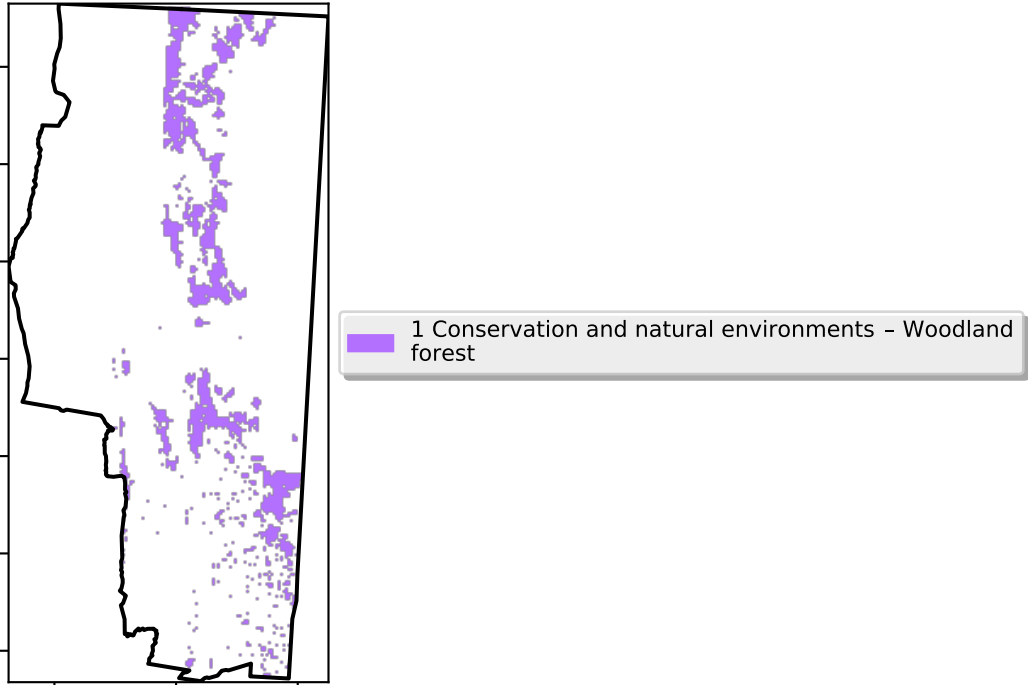 1 Conservation and natural environments – Woodland
forest